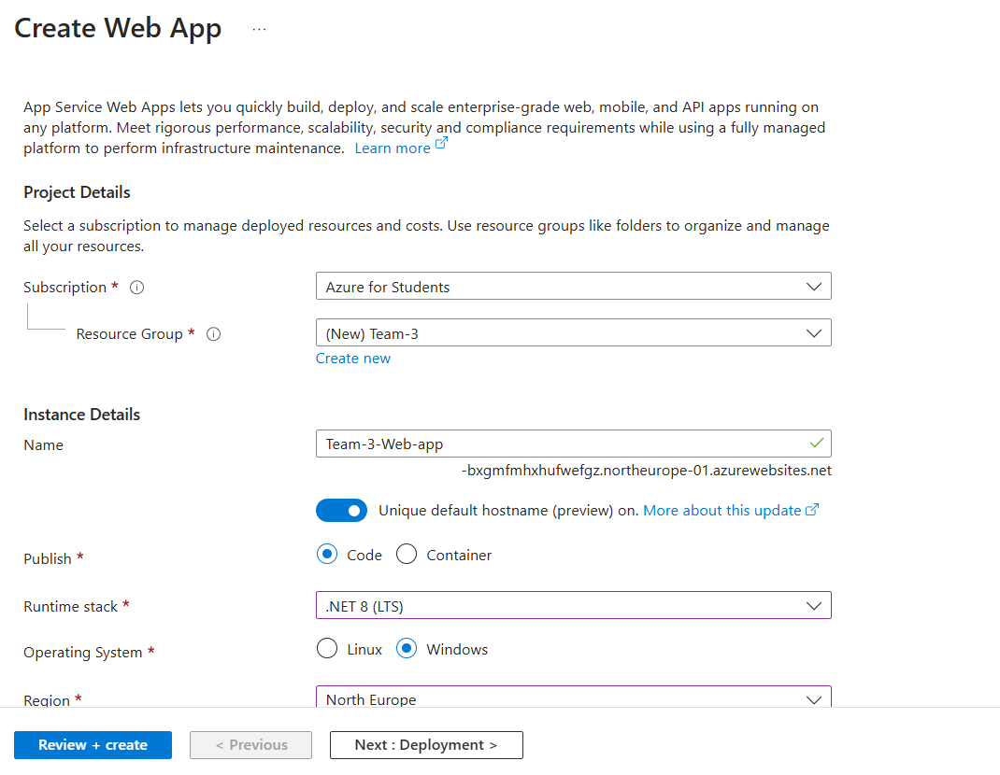 Create Web App ...
App Service Web Apps lets you quickly build, deploy, and scale enterprise-grade web, mobile, and API apps running on
any platform. Meet rigorous performance, scalability, security and compliance requirements while using a fully managed
platform to perform infrastructure maintenance. Learn more
Project Details
Select a subscription to manage deployed resources and costs. Use resource groups like folders to organize and manage
all your resources.
Subscription * Azure for Students
Resource Group * (New) Team-3
Create new
Instance Details
Name Team-3-Web-app
-bxgmfmhxhufwefgz.northeurope-01.azurewebsites.net
Unique default hostname (preview) on. More about this update
Publish * Code Container
Runtime stack * .NET 8 (LTS)
Operating System * Linux Windows
Region * North Europe
Review + create < Previous Next : Deployment >